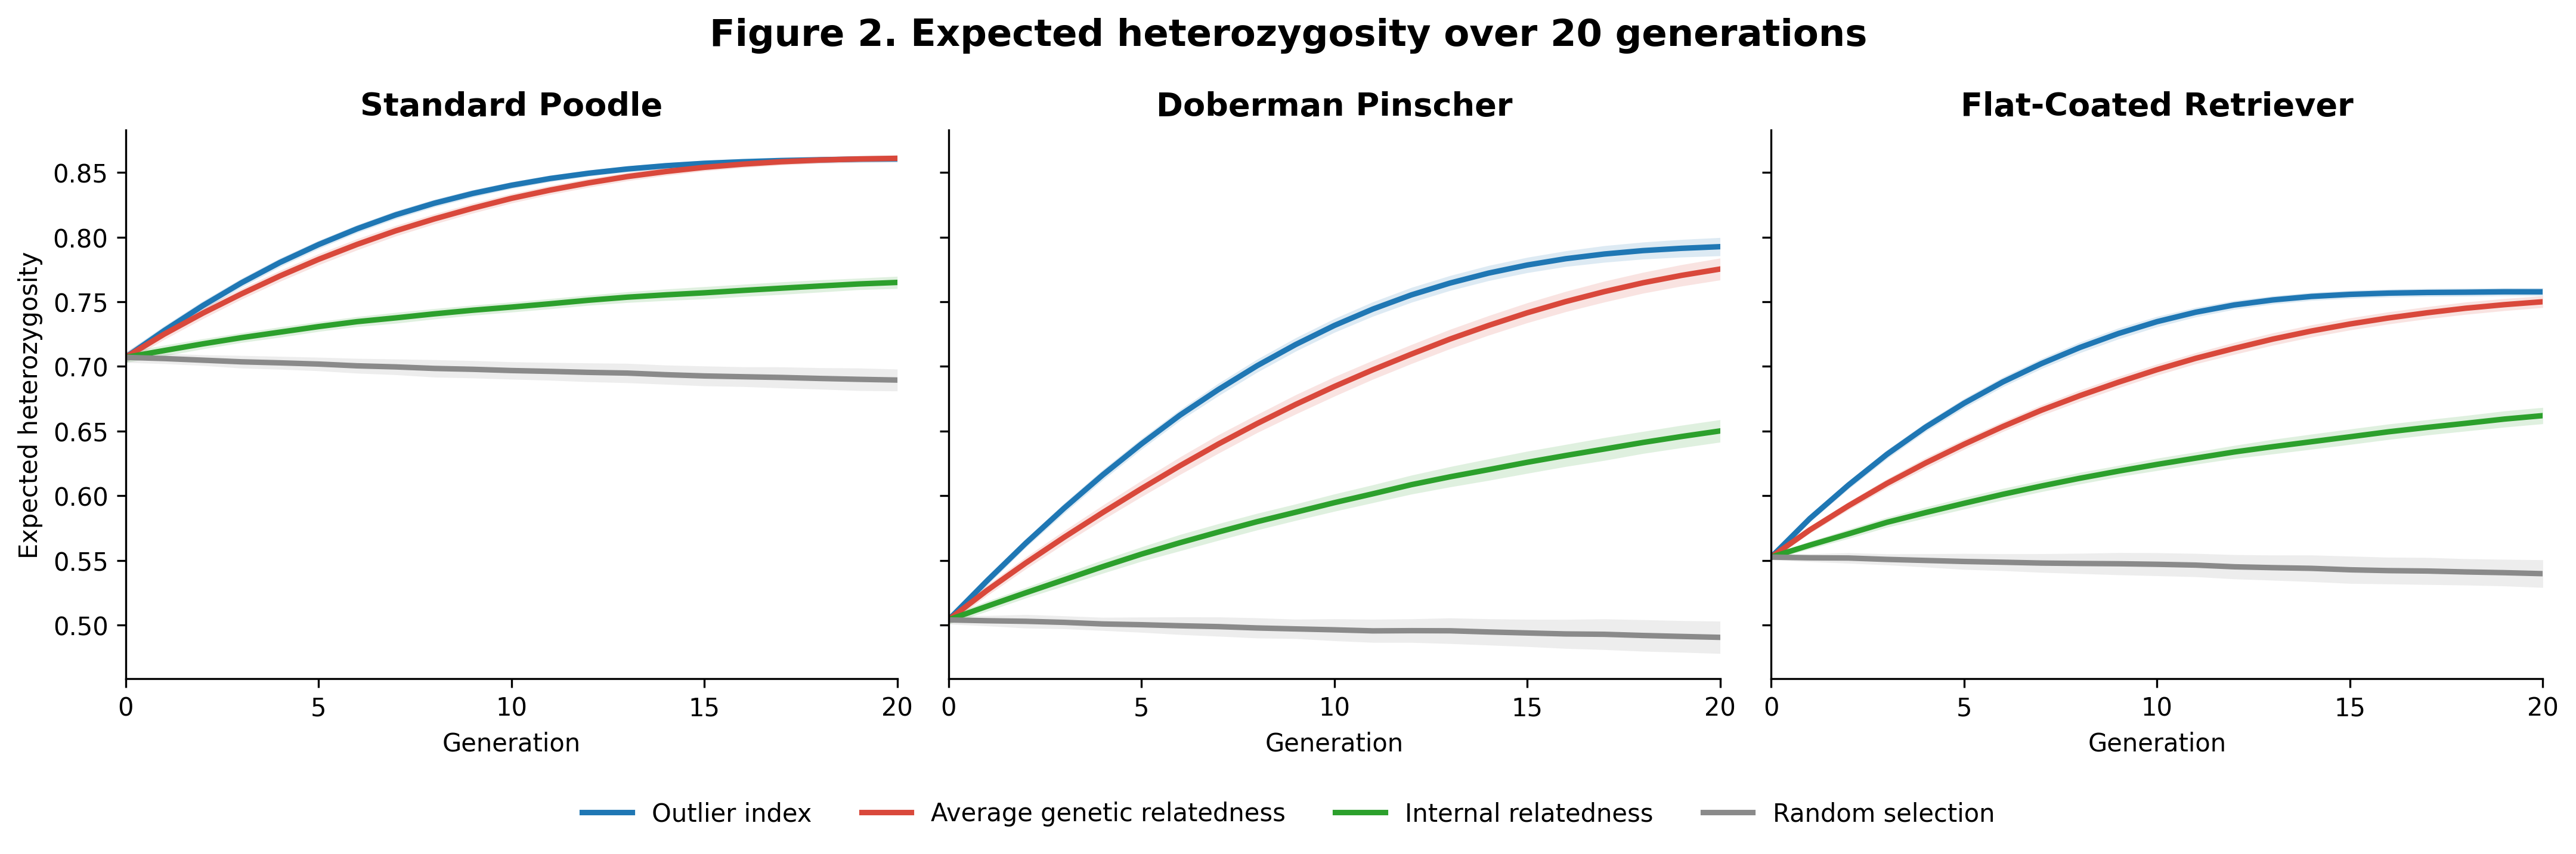 Figure 2. Expected heterozygosity over 20 generations
Standard Poodle
Doberman Pinscher
Flat-Coated Retriever
Expected heterozygosity
0.85
0.80
0.75
0.70
0.65
0.60
0.55
0.50
0 5 10 15 20
0 5 10 15 20
0 5 10 15 20
Generation
Generation
Generation
Outlier index Average genetic relatedness Internal relatedness Random selection